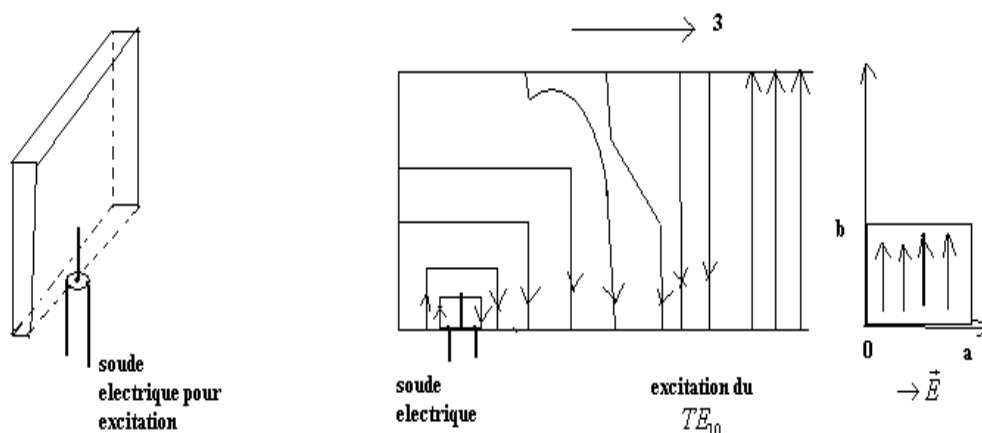 3
soude
electrique pour
excitation
soude
electrique
excitation du
TE10
b
0
a
→ E⃗